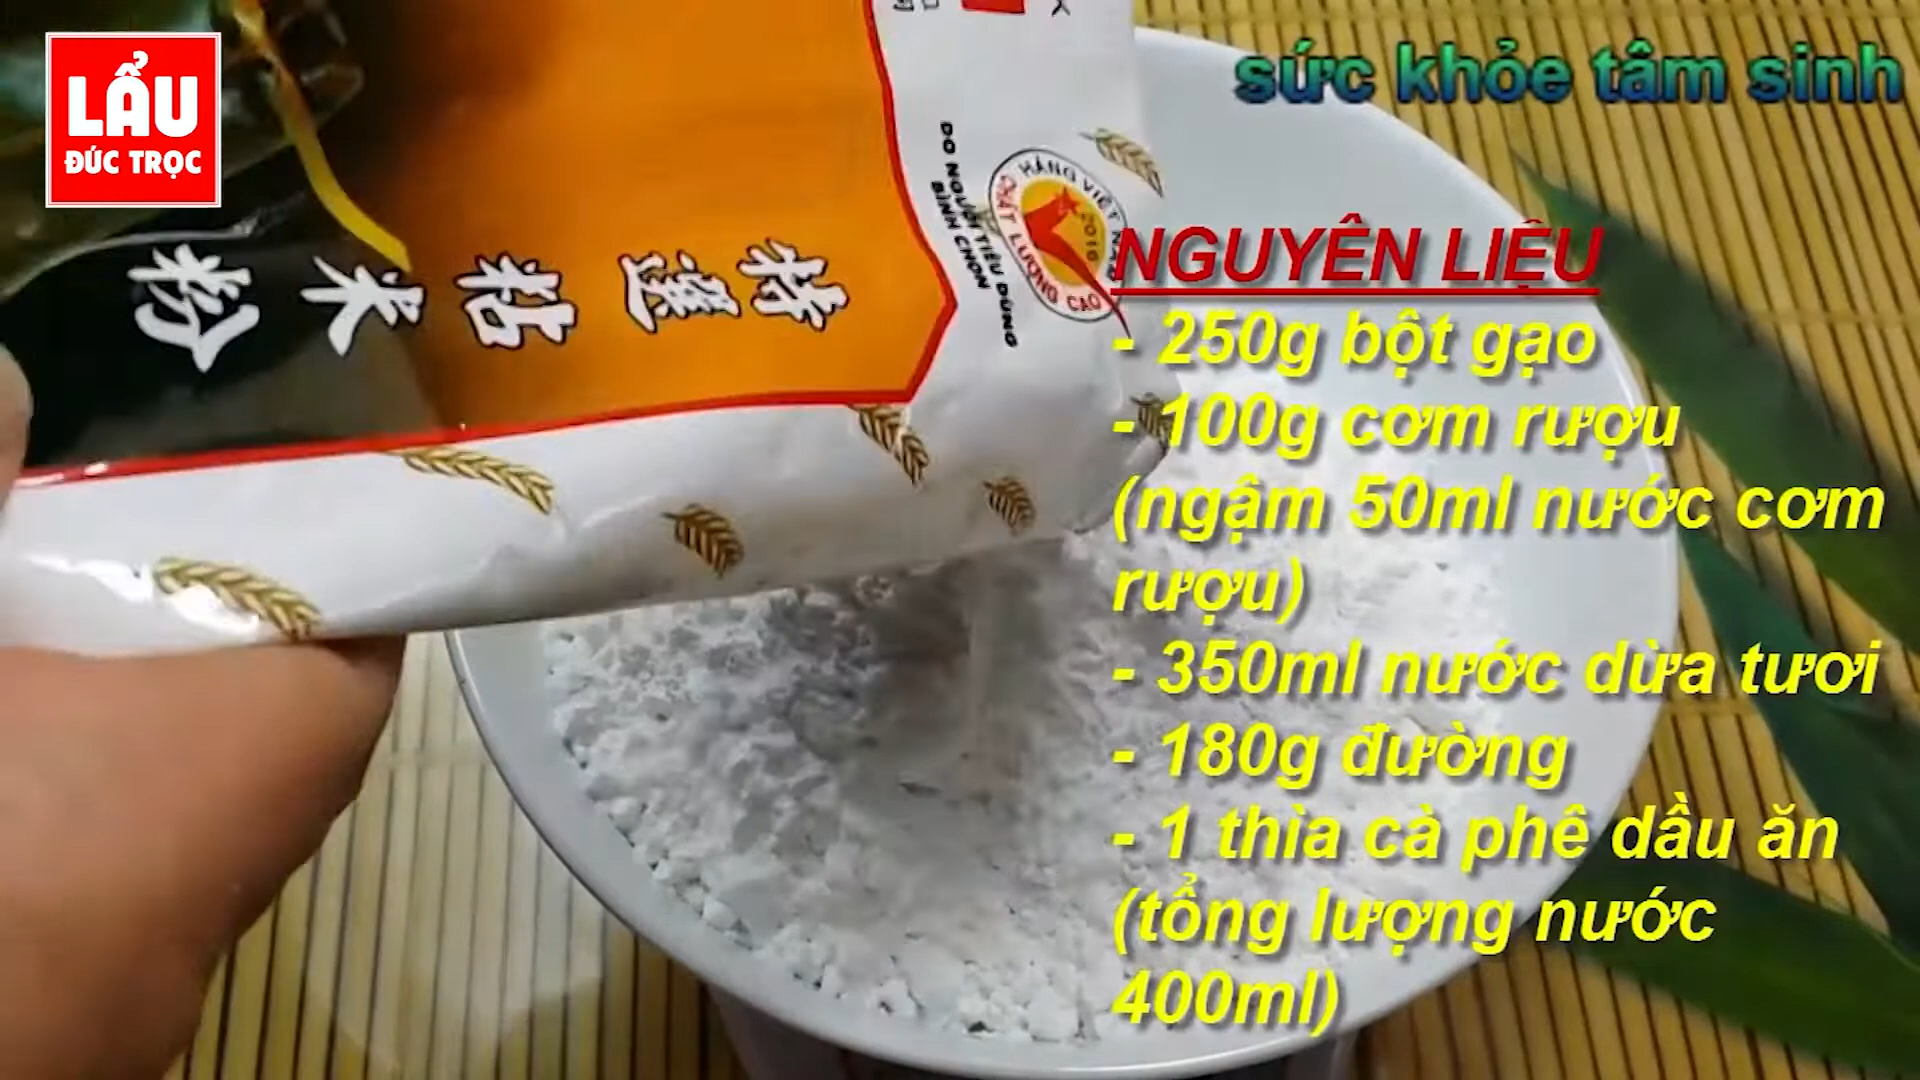 LẨU
ĐỨC TRỌC
sức khỏe tâm sinh
特選粘米粉
DO NGƯỜI TIÊU DÙNG
BÌNH CHỌN
HÀNG VIỆT NAM
CHẤT LƯỢNG CAO
2016
NGUYÊN LIỆU
- 250g bột gạo
- 100g cơm rượu
(ngậm 50ml nước cơm
rượu)
- 350ml nước dừa tươi
- 180g đường
- 1 thìa cà phê dầu ăn
(tổng lượng nước
400ml)